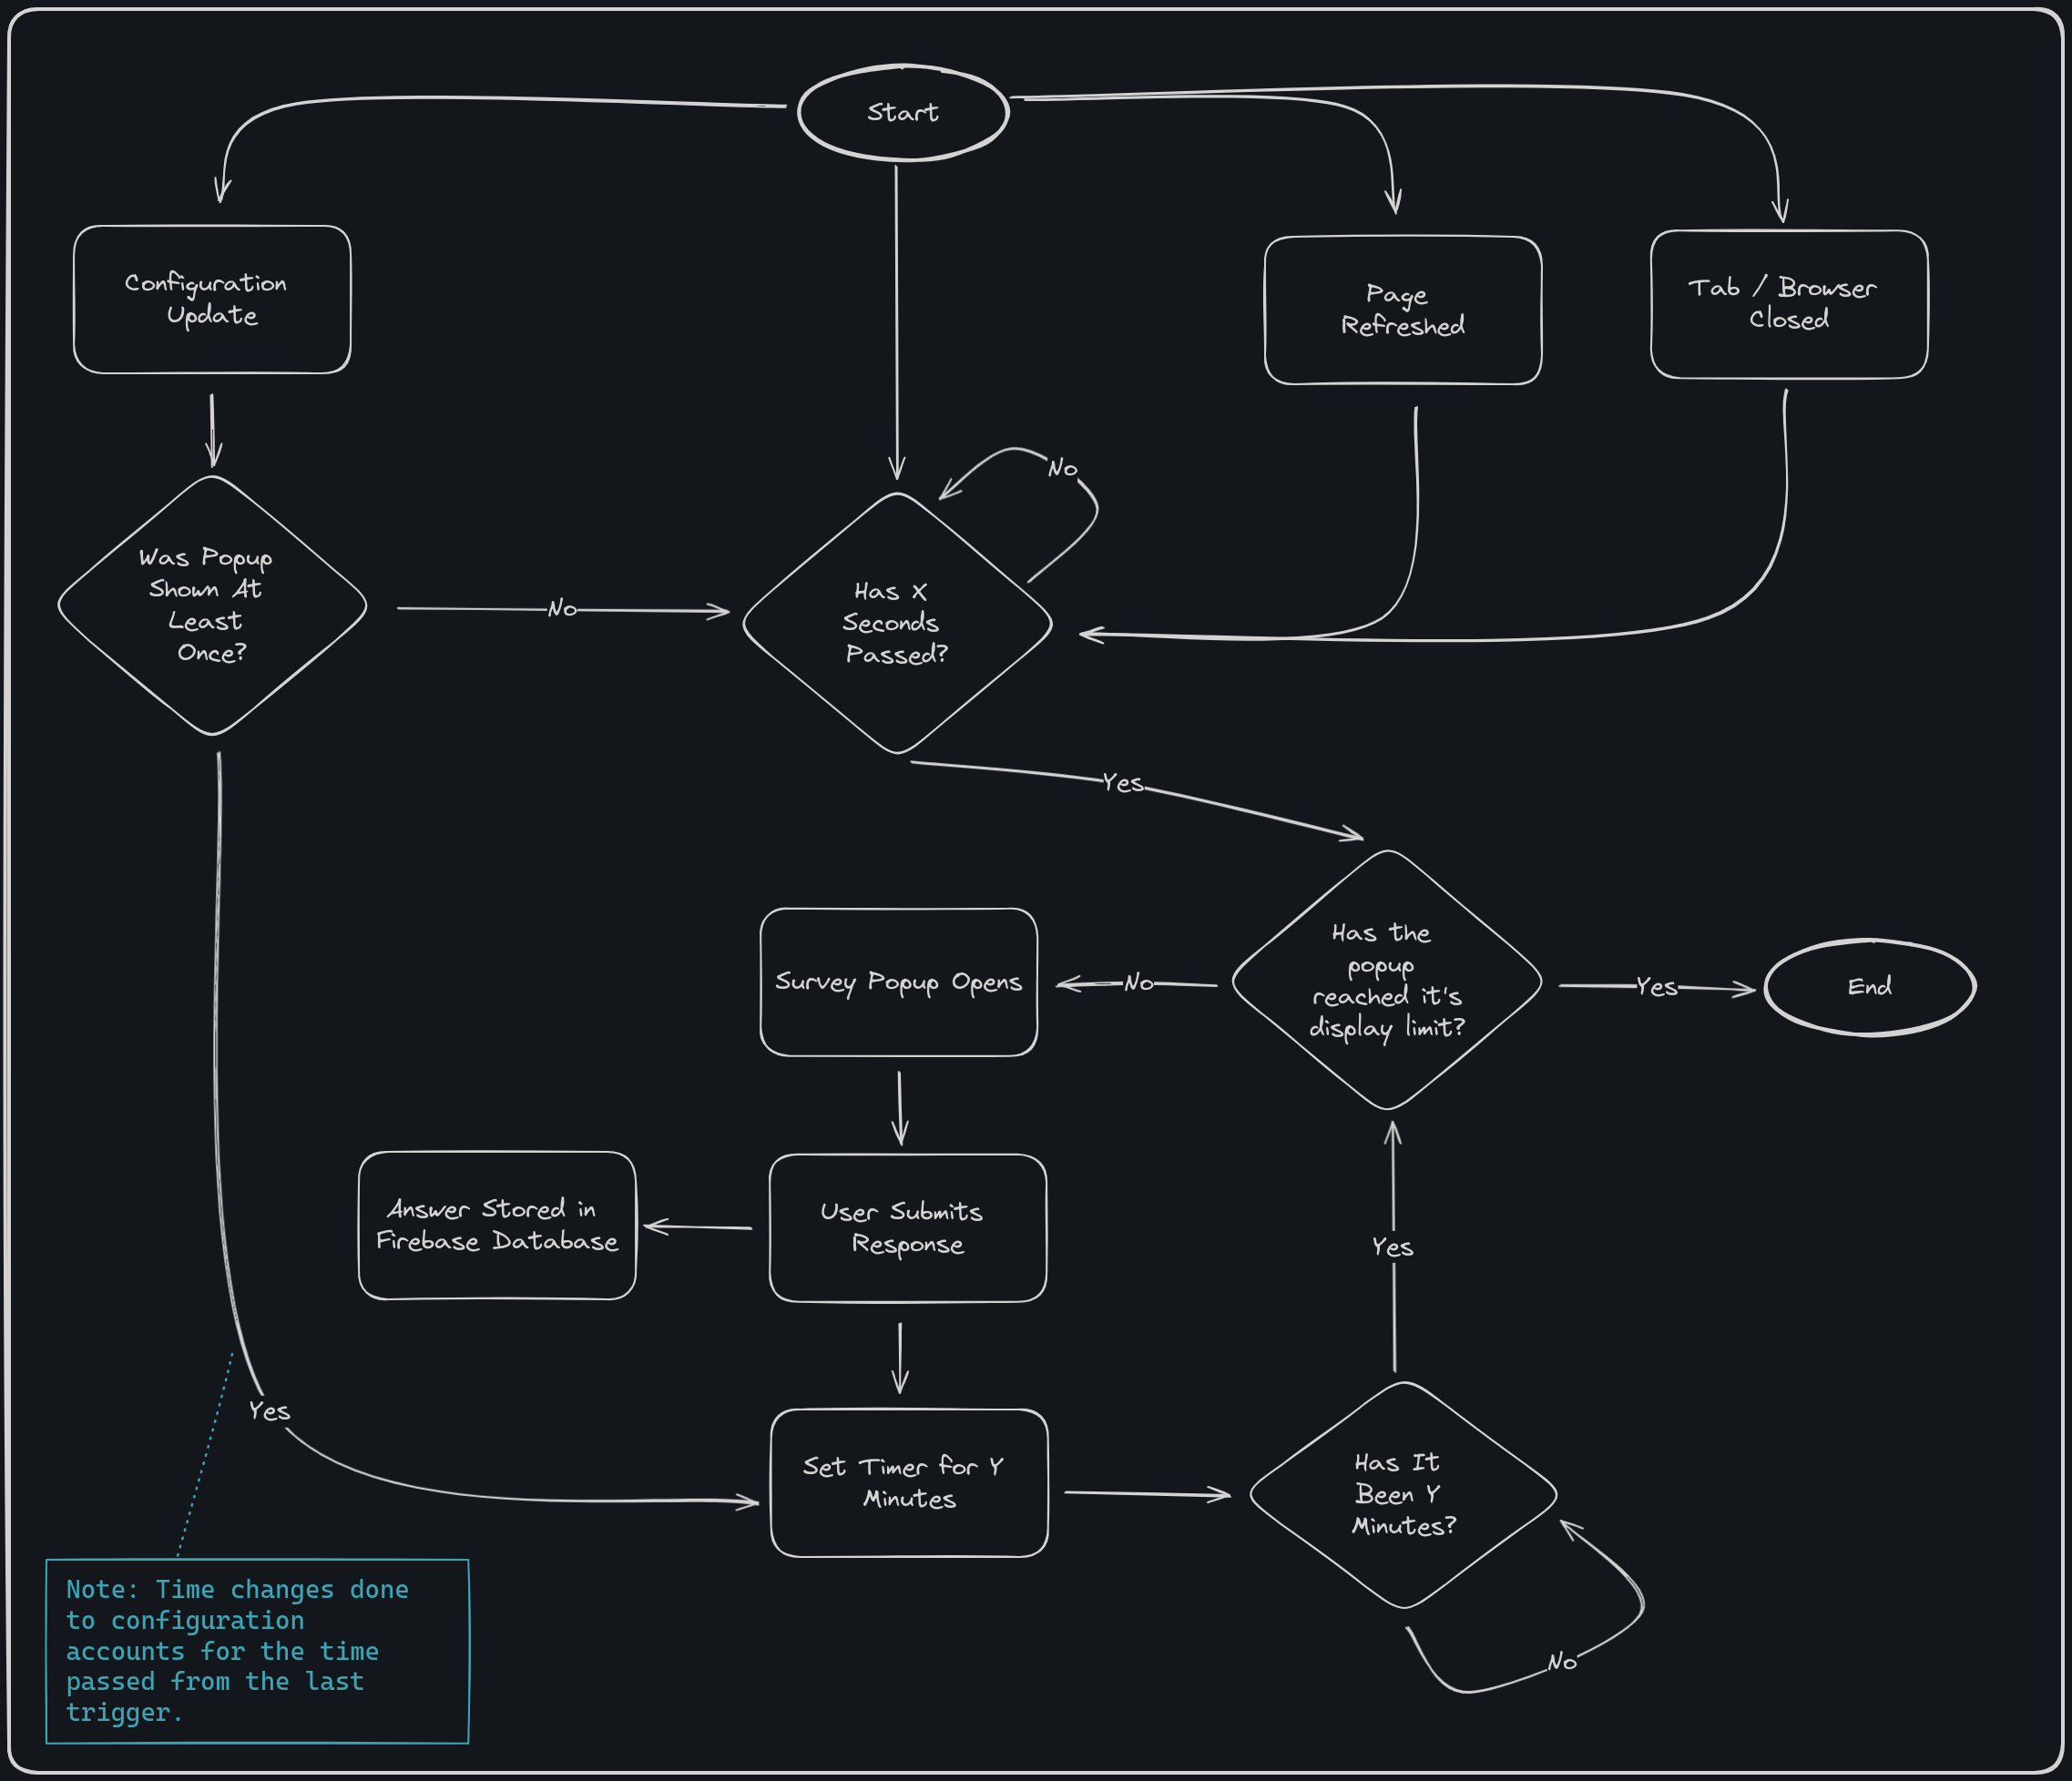 Start
Configuration
Update
Page
Refreshed
Tab / Browser
Closed
No
Was Popup
Shown At
Least
Once?
No
Has X
Seconds
Passed?
Yes
Has the
popup
reached it's
display limit?
Survey Popup Opens
No
Yes
End
Answer Stored in
Firebase Database
User Submits
Response
Yes
Yes
Set Timer for Y
Minutes
Has It
Been Y
Minutes?
No
Note: Time changes done
to configuration
accounts for the time
passed from the last
trigger.